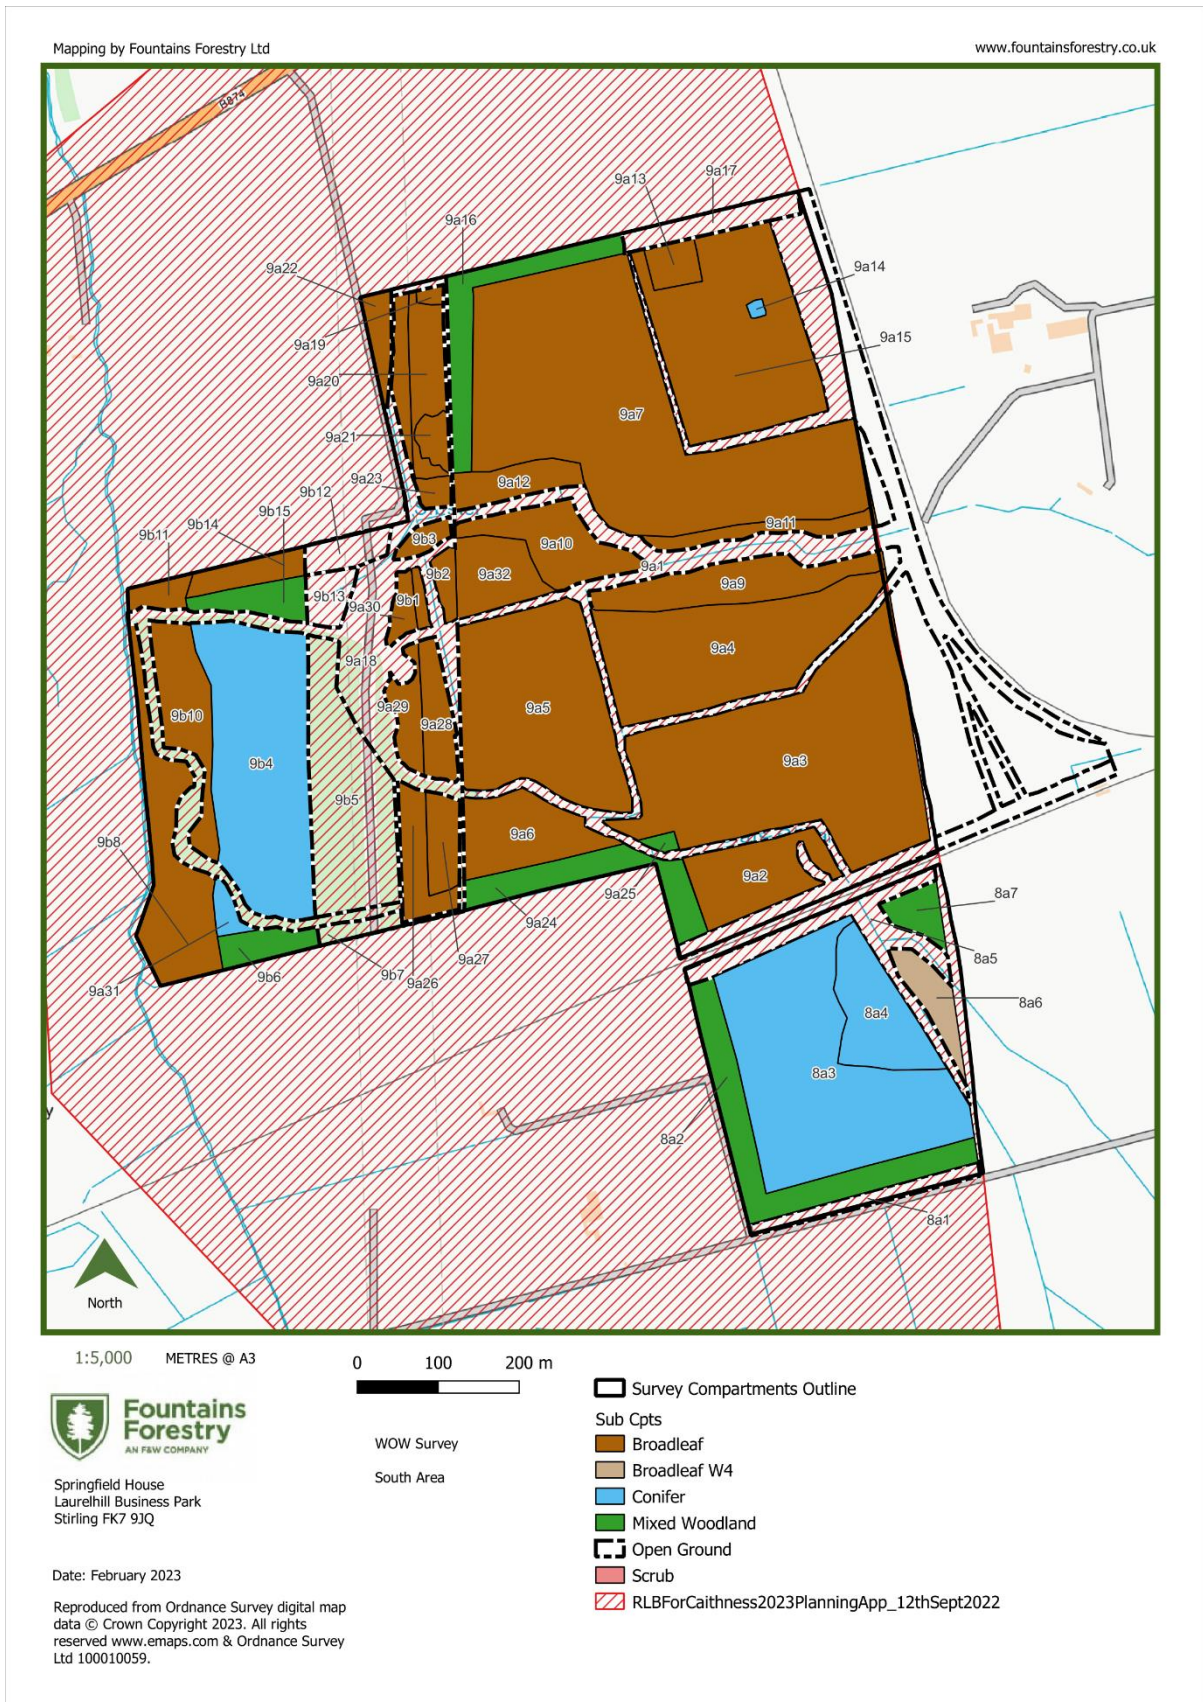 Mapping by Fountains Forestry Ltd
www.fountainsforestry.co.uk
B874
9a13
9a17
9a16
9a22
9a14
9a19
9a15
9a20
9a7
9a21
9a23
9a12
9b12
9b15
9b14
9a11
9b11
9b3
9a10
9a1
9b2
9a32
9a9
9b13
9a30
9b1
9a18
9a4
9a29
9a5
9b10
9a28
9b4
9a3
9b5
9a6
9b8
9a2
9a25
9a24
8a7
9b6
9b7
9a27
9a26
9a31
8a5
8a6
8a4
8a3
y
8a2
8a1
North
1:5,000 METRES @ A3
0 100 200 m
Fountains
Forestry
AN F&W COMPANY
WOW Survey
South Area
Springfield House
Laurelhill Business Park
Stirling FK7 9JQ
Date: February 2023
Reproduced from Ordnance Survey digital map
data © Crown Copyright 2023. All rights
reserved www.emaps.com & Ordnance Survey
Ltd 100010059.
Survey Compartments Outline
Sub Cpts
Broadleaf
Broadleaf W4
Conifer
Mixed Woodland
Open Ground
Scrub
RLBForCaithness2023PlanningApp_12thSept2022